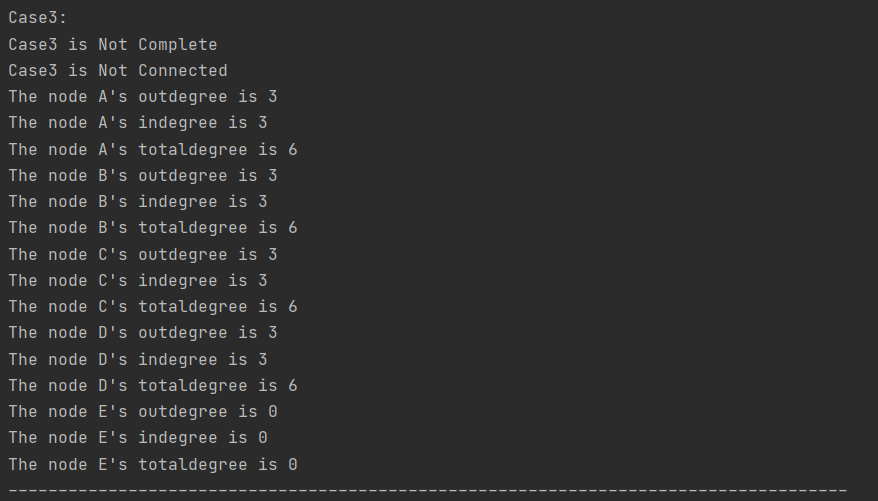 Case3:
Case3 is Not Complete
Case3 is Not Connected
The node A's outdegree is 3
The node A's indegree is 3
The node A's totaldegree is 6
The node B's outdegree is 3
The node B's indegree is 3
The node B's totaldegree is 6
The node C's outdegree is 3
The node C's indegree is 3
The node C's totaldegree is 6
The node D's outdegree is 3
The node D's indegree is 3
The node D's totaldegree is 6
The node E's outdegree is 0
The node E's indegree is 0
The node E's totaldegree is 0
------------------------------------------------------------------------------------